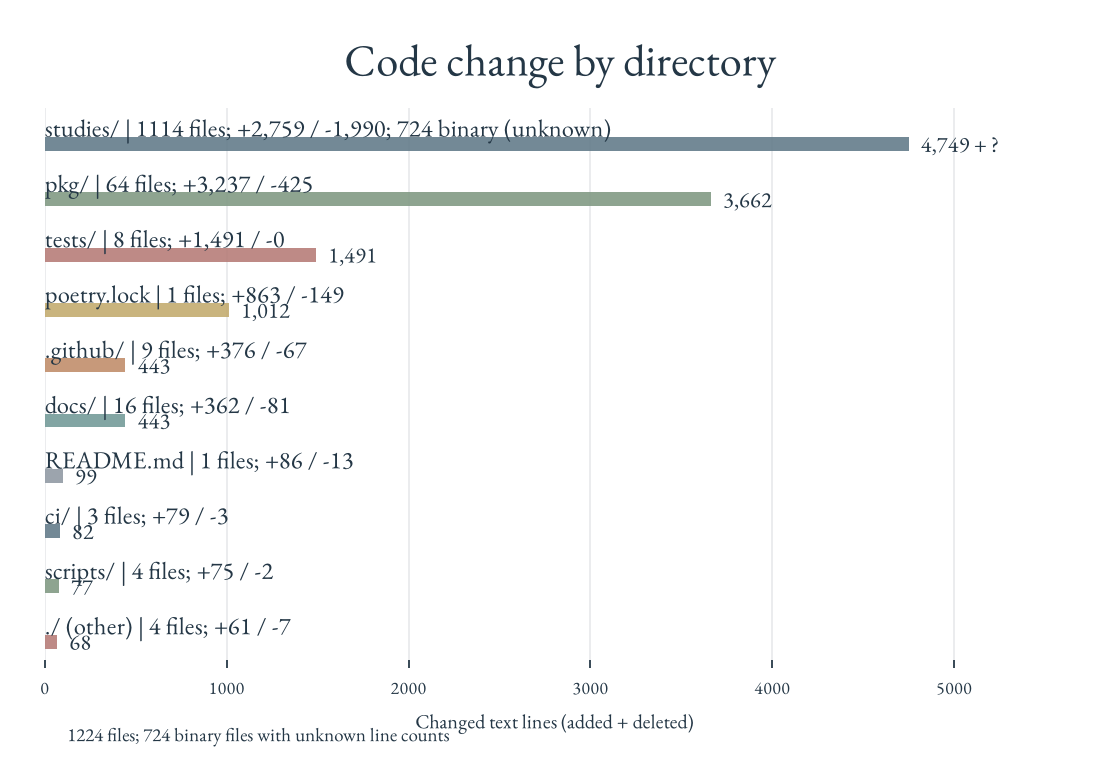 Code change by directory
studies/ | 1114 files; +2,759 / -1,990; 724 binary (unknown)
4,749 + ?
pkg/ | 64 files; +3,237 / -425
3,662
tests/ | 8 files; +1,491 / -0
1,491
poetry.lock | 1 files; +863 / -149
1,012
.github/ | 9 files; +376 / -67
443
docs/ | 16 files; +362 / -81
443
README.md | 1 files; +86 / -13
99
ci/ | 3 files; +79 / -3
82
scripts/ | 4 files; +75 / -2
77
./ (other) | 4 files; +61 / -7
68
0 1000 2000 3000 4000 5000
Changed text lines (added + deleted)
1224 files; 724 binary files with unknown line counts